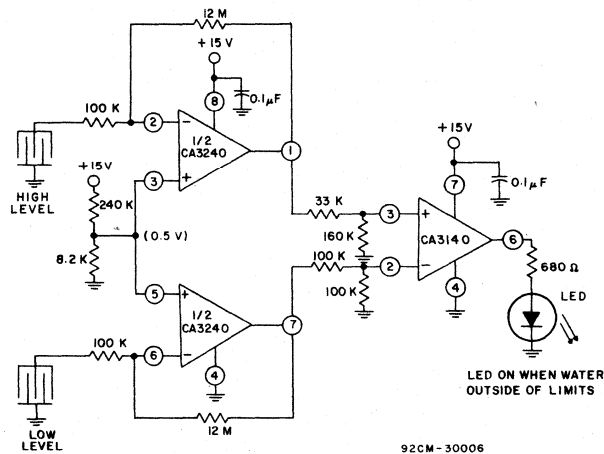 12 M
+15 V
8
0.1µF
100 K
2
−
1/2
CA3240
1
3
+
HIGH
LEVEL
+15V
240 K
(0.5 V)
8.2 K
33 K
3
+
160 K
+15V
7
0.1µF
CA3140
6
100 K
2
−
100 K
4
680 Ω
LED
5
+
1/2
CA3240
7
100 K
6
−
4
12 M
LOW
LEVEL
LED ON WHEN WATER
OUTSIDE OF LIMITS
92CM-30006